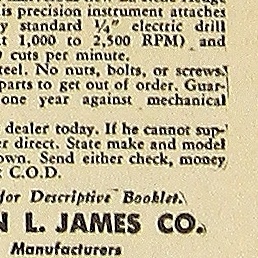 is precision instrument attaches
y standard ¼" electric drill
t 1,000 to 2,500 RPM) and
cuts per minute.
teel. No nuts, bolts, or screws.
parts to get out of order. Guar-
one year against mechanical
dealer today. If he cannot sup-
r direct. State make and model
own. Send either check, money
C.O.D.
for Descriptive Booklet.
N L. JAMES CO.
Manufacturers